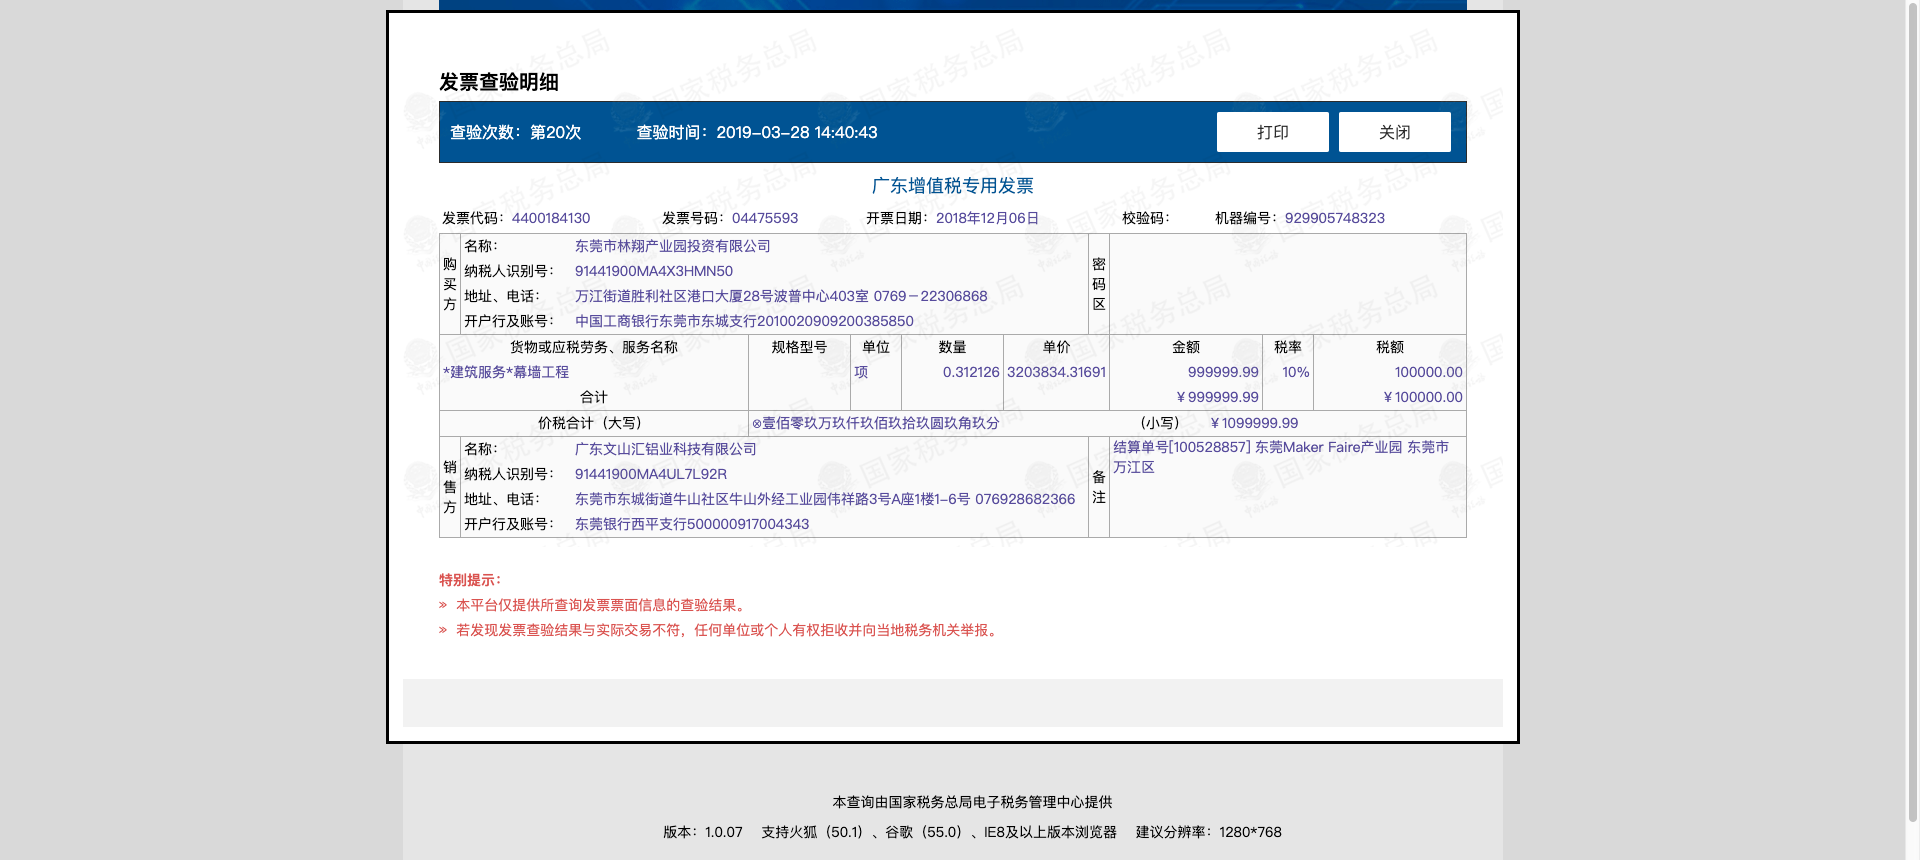 发票查验明细
查验次数：第20次 查验时间：2019-03-28 14:40:43 打印 关闭
广东增值税专用发票
发票代码：4400184130 发票号码：04475593 开票日期：2018年12月06日 校验码： 机器编号：929905748323
购买方
名称： 东莞市林翔产业园投资有限公司
纳税人识别号： 91441900MA4X3HMN50
地址、电话： 万江街道胜利社区港口大厦28号波普中心403室 0769－22306868
开户行及账号： 中国工商银行东莞市东城支行2010020909200385850
密码区
货物或应税劳务、服务名称 规格型号 单位 数量 单价 金额 税率 税额
*建筑服务*幕墙工程 项 0.312126 3203834.31691 999999.99 10% 100000.00
合计 ￥999999.99 ￥100000.00
价税合计（大写） ⊗壹佰零玖万玖仟玖佰玖拾玖圆玖角玖分 （小写） ￥1099999.99
销售方
名称： 广东文山汇铝业科技有限公司
纳税人识别号： 91441900MA4UL7L92R
地址、电话： 东莞市东城街道牛山社区牛山外经工业园伟祥路3号A座1楼1-6号 076928682366
开户行及账号： 东莞银行西平支行500000917004343
备注
结算单号[100528857] 东莞Maker Faire产业园 东莞市
万江区
特别提示：
» 本平台仅提供所查询发票票面信息的查验结果。
» 若发现发票查验结果与实际交易不符，任何单位或个人有权拒收并向当地税务机关举报。
本查询由国家税务总局电子税务管理中心提供
版本：1.0.07 支持火狐（50.1）、谷歌（55.0）、IE8及以上版本浏览器 建议分辨率：1280*768